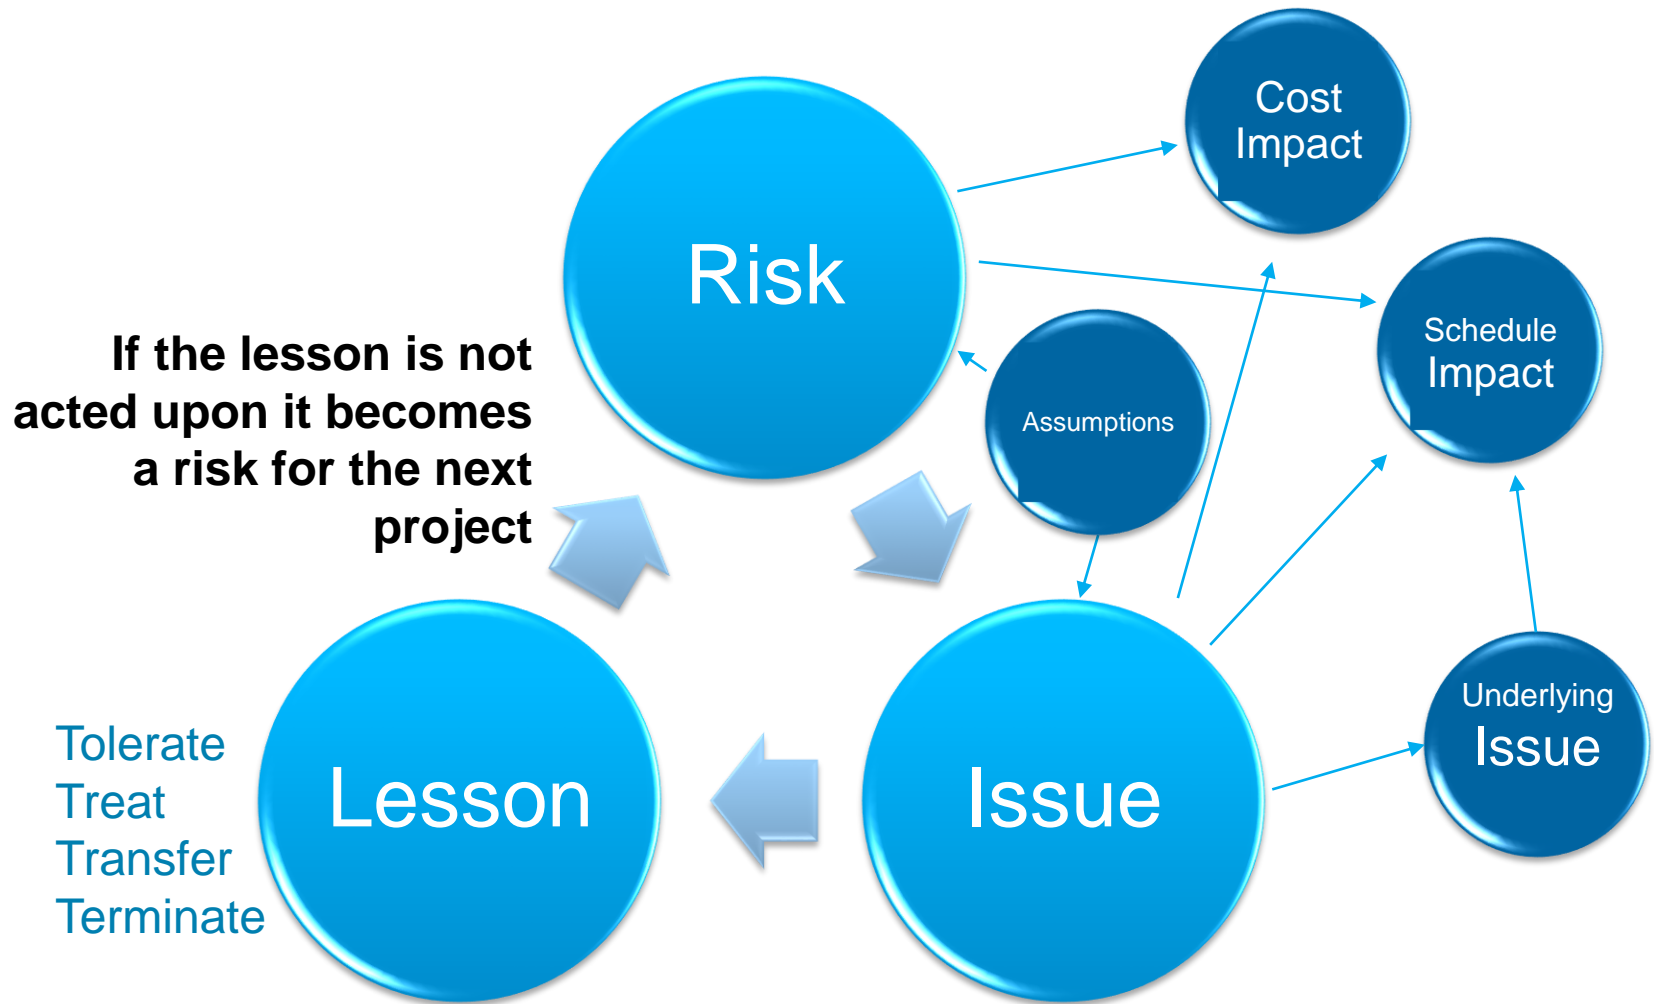 Cost
Impact
Risk
Schedule
Impact
If the lesson is not
acted upon it becomes
a risk for the next
project
Assumptions
Underlying
Issue
Tolerate
Treat
Transfer
Terminate
Lesson
Issue